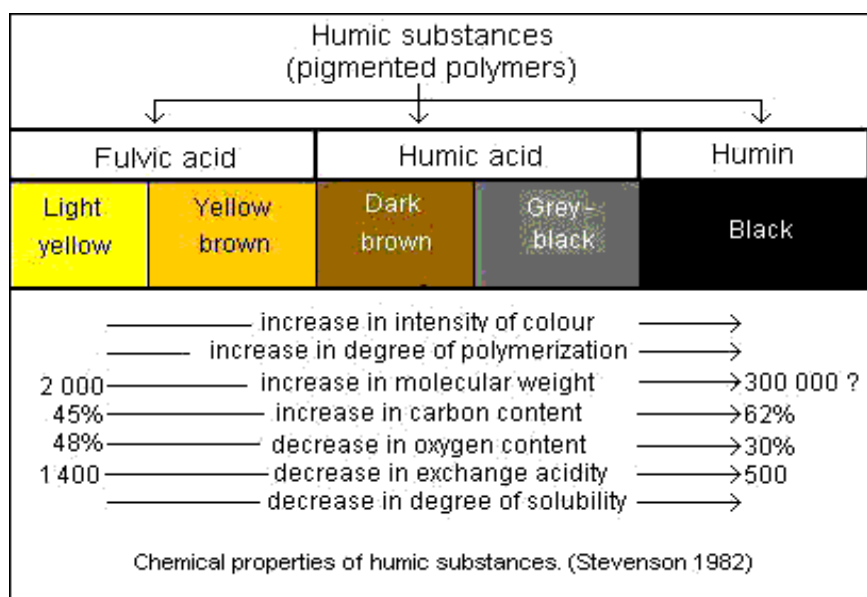 Humic substances
(pigmented polymers)
Fulvic acid Humic acid Humin
Light yellow Yellow brown Dark brown Grey-black Black
increase in intensity of colour
increase in degree of polymerization
2 000 increase in molecular weight 300 000 ?
45% increase in carbon content 62%
48% decrease in oxygen content 30%
1 400 decrease in exchange acidity 500
decrease in degree of solubility
Chemical properties of humic substances. (Stevenson 1982)